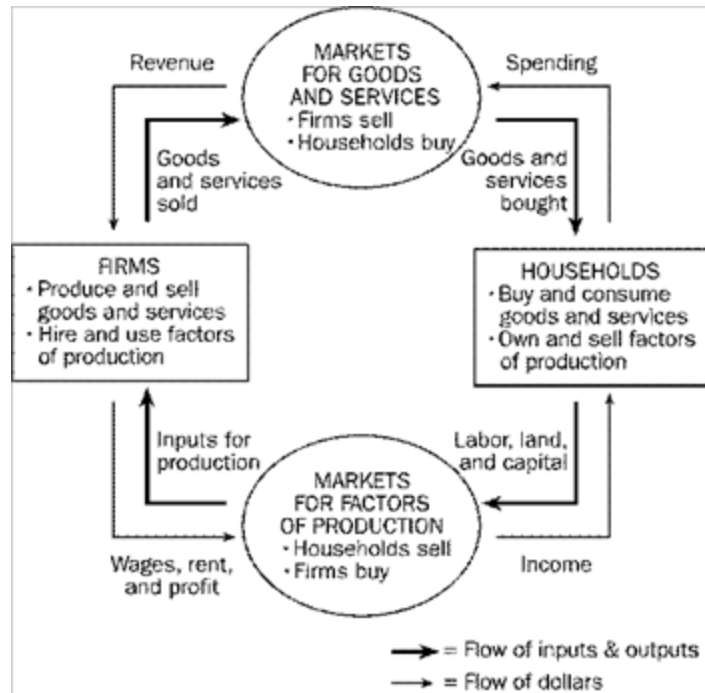 MARKETS
FOR GOODS
AND SERVICES
• Firms sell
• Households buy
Revenue
Spending
Goods
and services
sold
Goods and
services
bought
FIRMS
• Produce and sell
goods and services
• Hire and use factors
of production
HOUSEHOLDS
• Buy and consume
goods and services
• Own and sell factors
of production
Inputs for
production
Labor, land,
and capital
MARKETS
FOR FACTORS
OF PRODUCTION
• Households sell
• Firms buy
Wages, rent,
and profit
Income
= Flow of inputs & outputs
= Flow of dollars